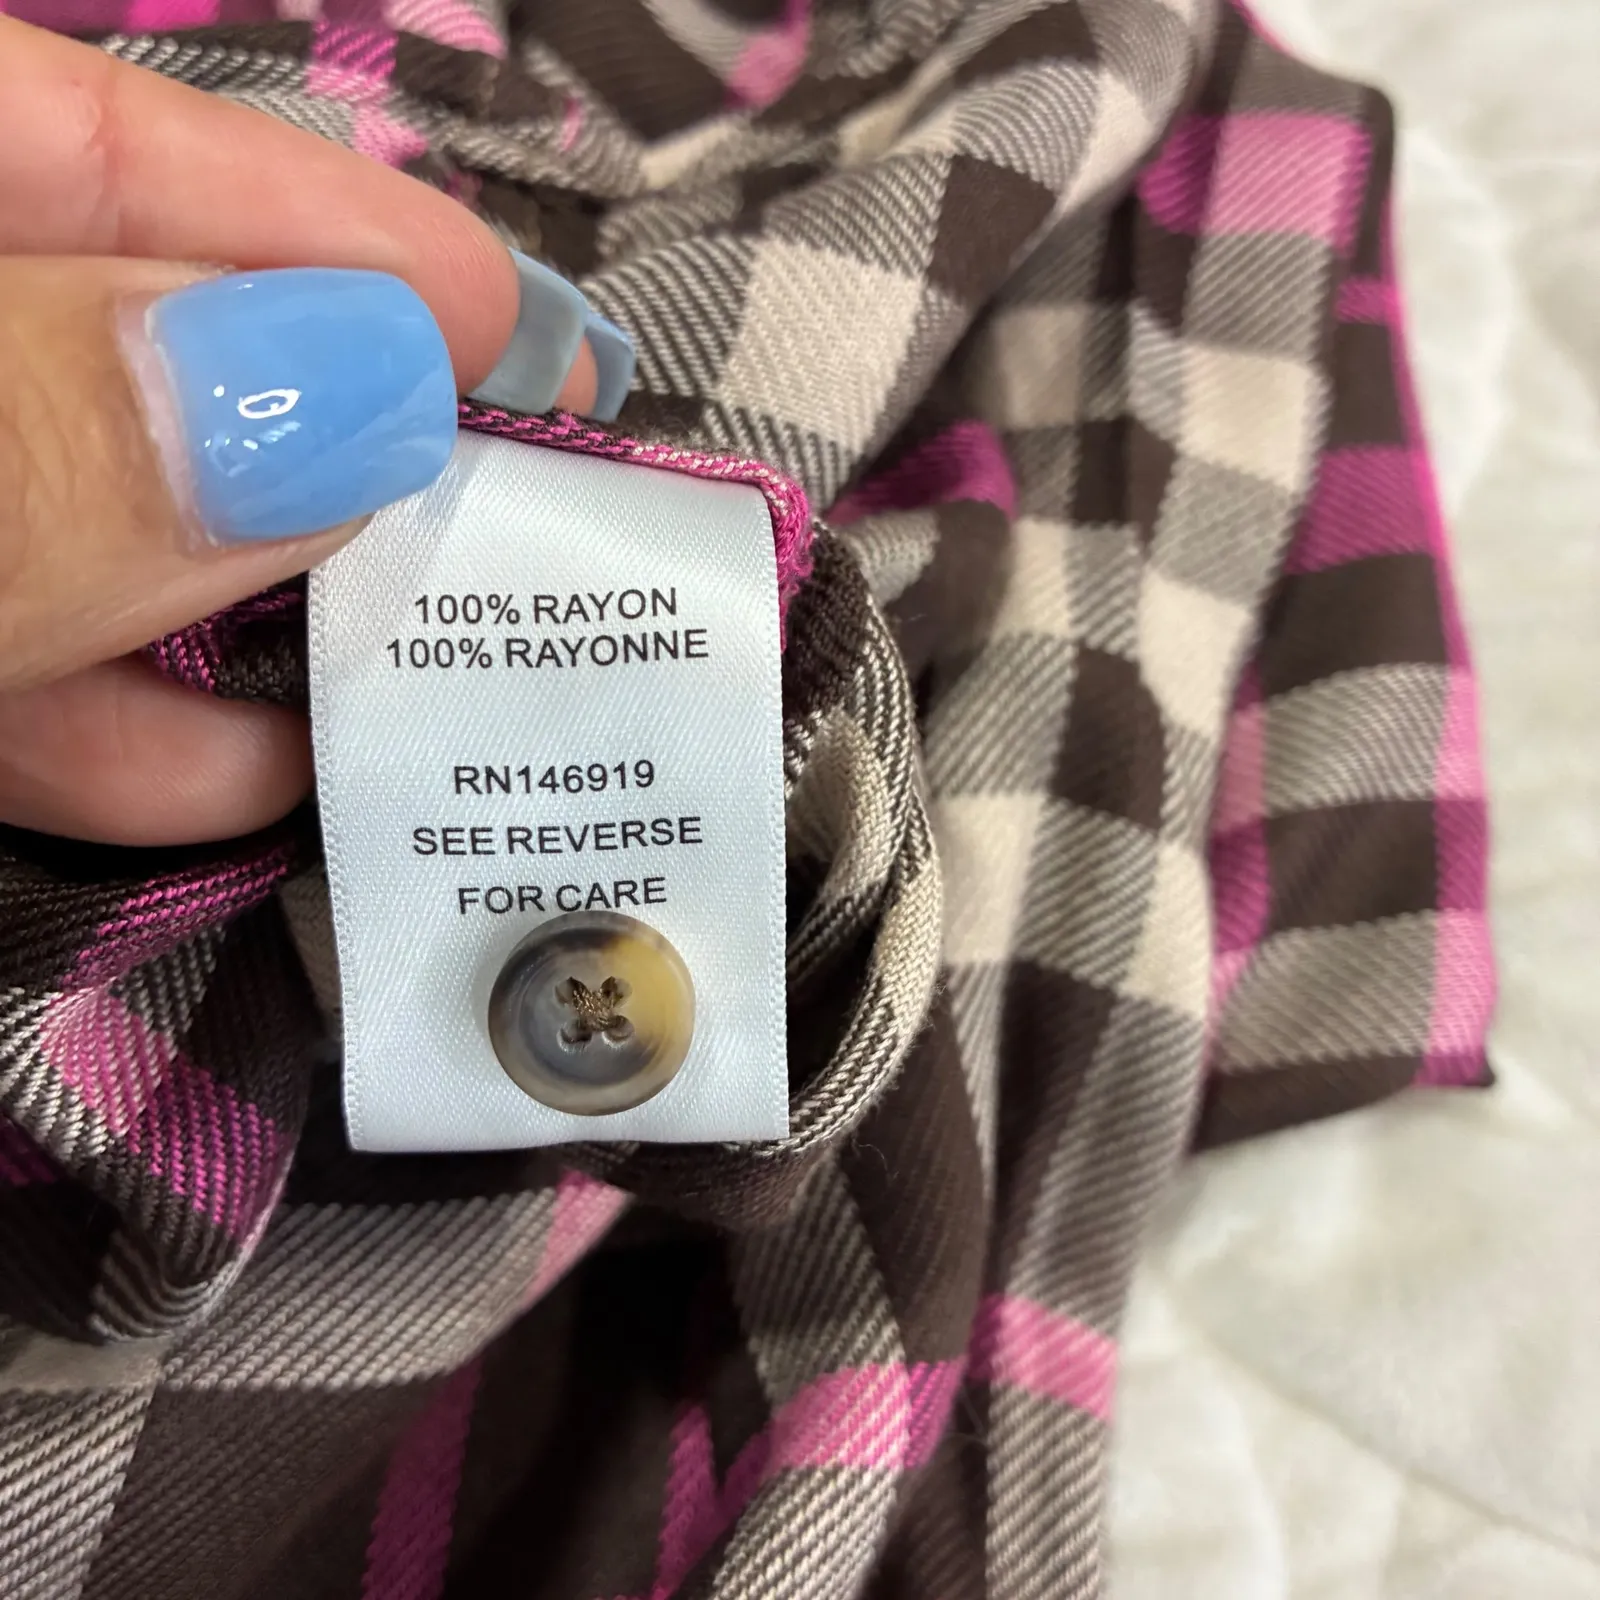 100% RAYON
100% RAYONNE
RN146919
SEE REVERSE
FOR CARE